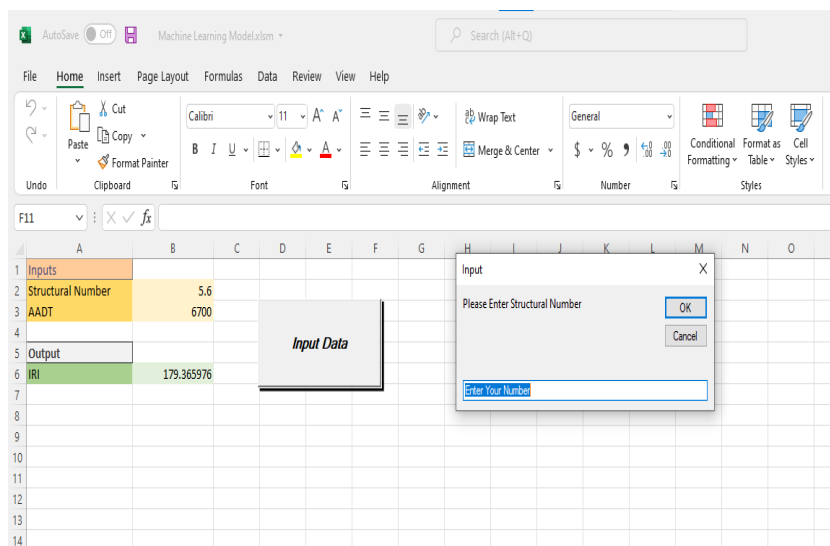 AutoSave Off Machine Learning Model.xlsm Search (Alt+Q)
File Home Insert Page Layout Formulas Data Review View Help
Cut
Copy
Paste
Format Painter
Calibri 11 A^ A˅
B I U A
ab Wrap Text
Merge & Center
General
$ % 9 .00 .00
Conditional Formatting
Format as Table
Cell Styles
Undo Clipboard Font Alignment Number Styles
F11 fx
A B C D E F G H I J K L M N O
1 Inputs
2 Structural Number 5.6
3 AADT 6700
4
5 Output
6 IRI 179.365976
7
8
9
10
11
12
13
14
Input Data
Input X
Please Enter Structural Number
OK
Cancel
Enter Your Number